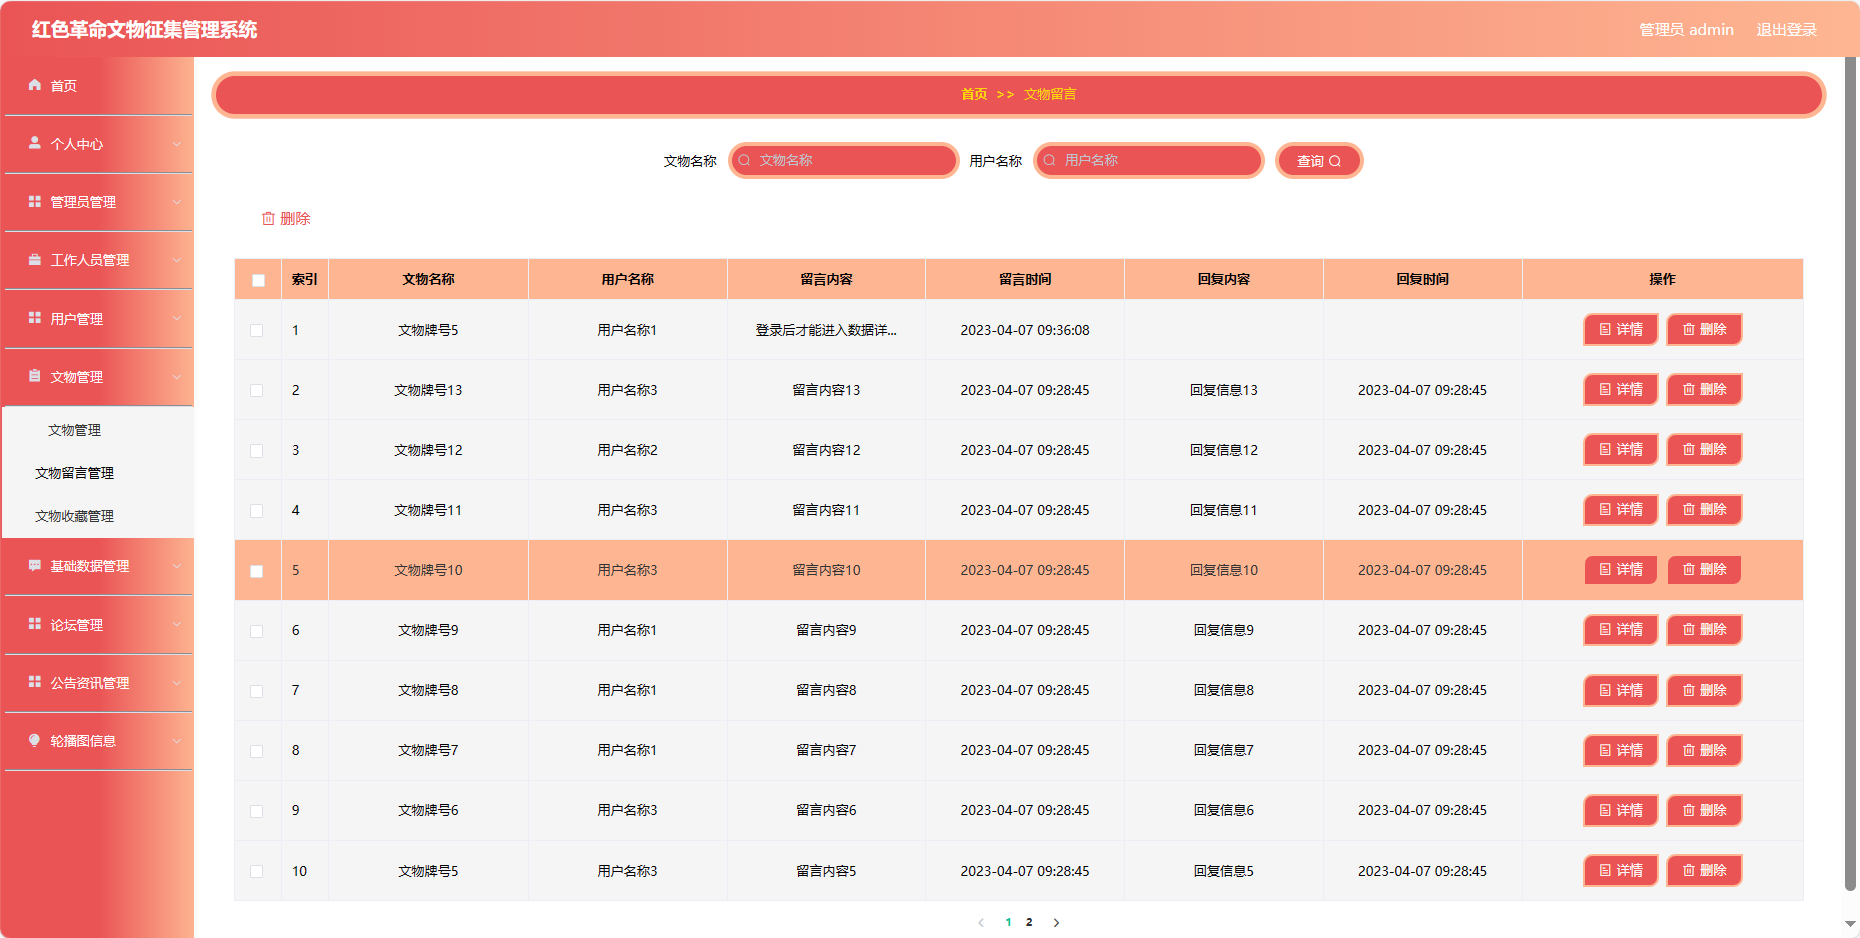 红色革命文物征集管理系统
管理员 admin 退出登录
首页
个人中心
管理员管理
工作人员管理
用户管理
文物管理
文物管理
文物留言管理
文物收藏管理
基础数据管理
论坛管理
公告资讯管理
轮播图信息
首页 >> 文物留言
文物名称 文物名称 用户名称 用户名称 查询
删除
索引 文物名称 用户名称 留言内容 留言时间 回复内容 回复时间 操作
1 文物牌号5 用户名称1 登录后才能进入数据详... 2023-04-07 09:36:08 详情 删除
2 文物牌号13 用户名称3 留言内容13 2023-04-07 09:28:45 回复信息13 2023-04-07 09:28:45 详情 删除
3 文物牌号12 用户名称2 留言内容12 2023-04-07 09:28:45 回复信息12 2023-04-07 09:28:45 详情 删除
4 文物牌号11 用户名称3 留言内容11 2023-04-07 09:28:45 回复信息11 2023-04-07 09:28:45 详情 删除
5 文物牌号10 用户名称3 留言内容10 2023-04-07 09:28:45 回复信息10 2023-04-07 09:28:45 详情 删除
6 文物牌号9 用户名称1 留言内容9 2023-04-07 09:28:45 回复信息9 2023-04-07 09:28:45 详情 删除
7 文物牌号8 用户名称1 留言内容8 2023-04-07 09:28:45 回复信息8 2023-04-07 09:28:45 详情 删除
8 文物牌号7 用户名称1 留言内容7 2023-04-07 09:28:45 回复信息7 2023-04-07 09:28:45 详情 删除
9 文物牌号6 用户名称3 留言内容6 2023-04-07 09:28:45 回复信息6 2023-04-07 09:28:45 详情 删除
10 文物牌号5 用户名称3 留言内容5 2023-04-07 09:28:45 回复信息5 2023-04-07 09:28:45 详情 删除
1 2